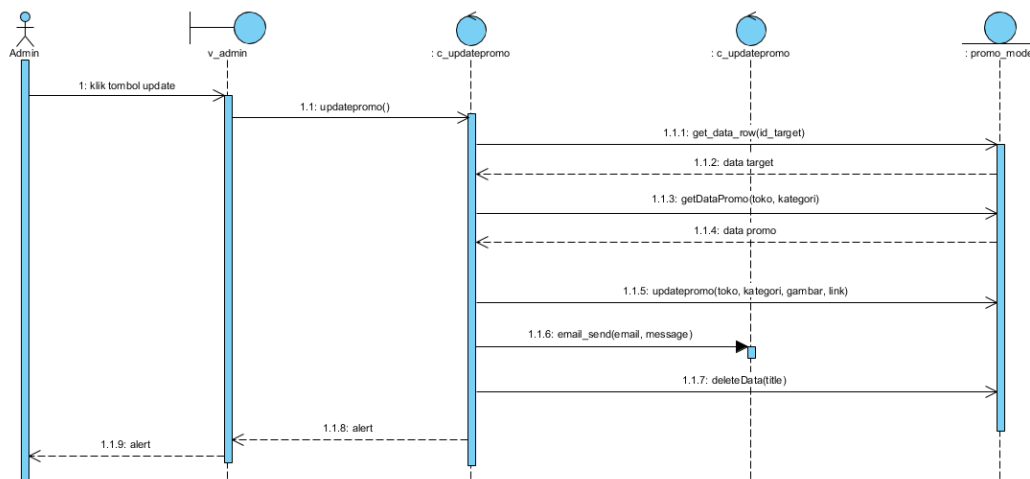 Admin
v_admin
: c_updatepromo
: c_updatepromo
: promo_mode
1: klik tombol update
1.1: updatepromo()
1.1.1: get_data_row(id_target)
1.1.2: data target
1.1.3: getDataPromo(toko, kategori)
1.1.4: data promo
1.1.5: updatepromo(toko, kategori, gambar, link)
1.1.6: email_send(email, message)
1.1.7: deleteData(title)
1.1.8: alert
1.1.9: alert